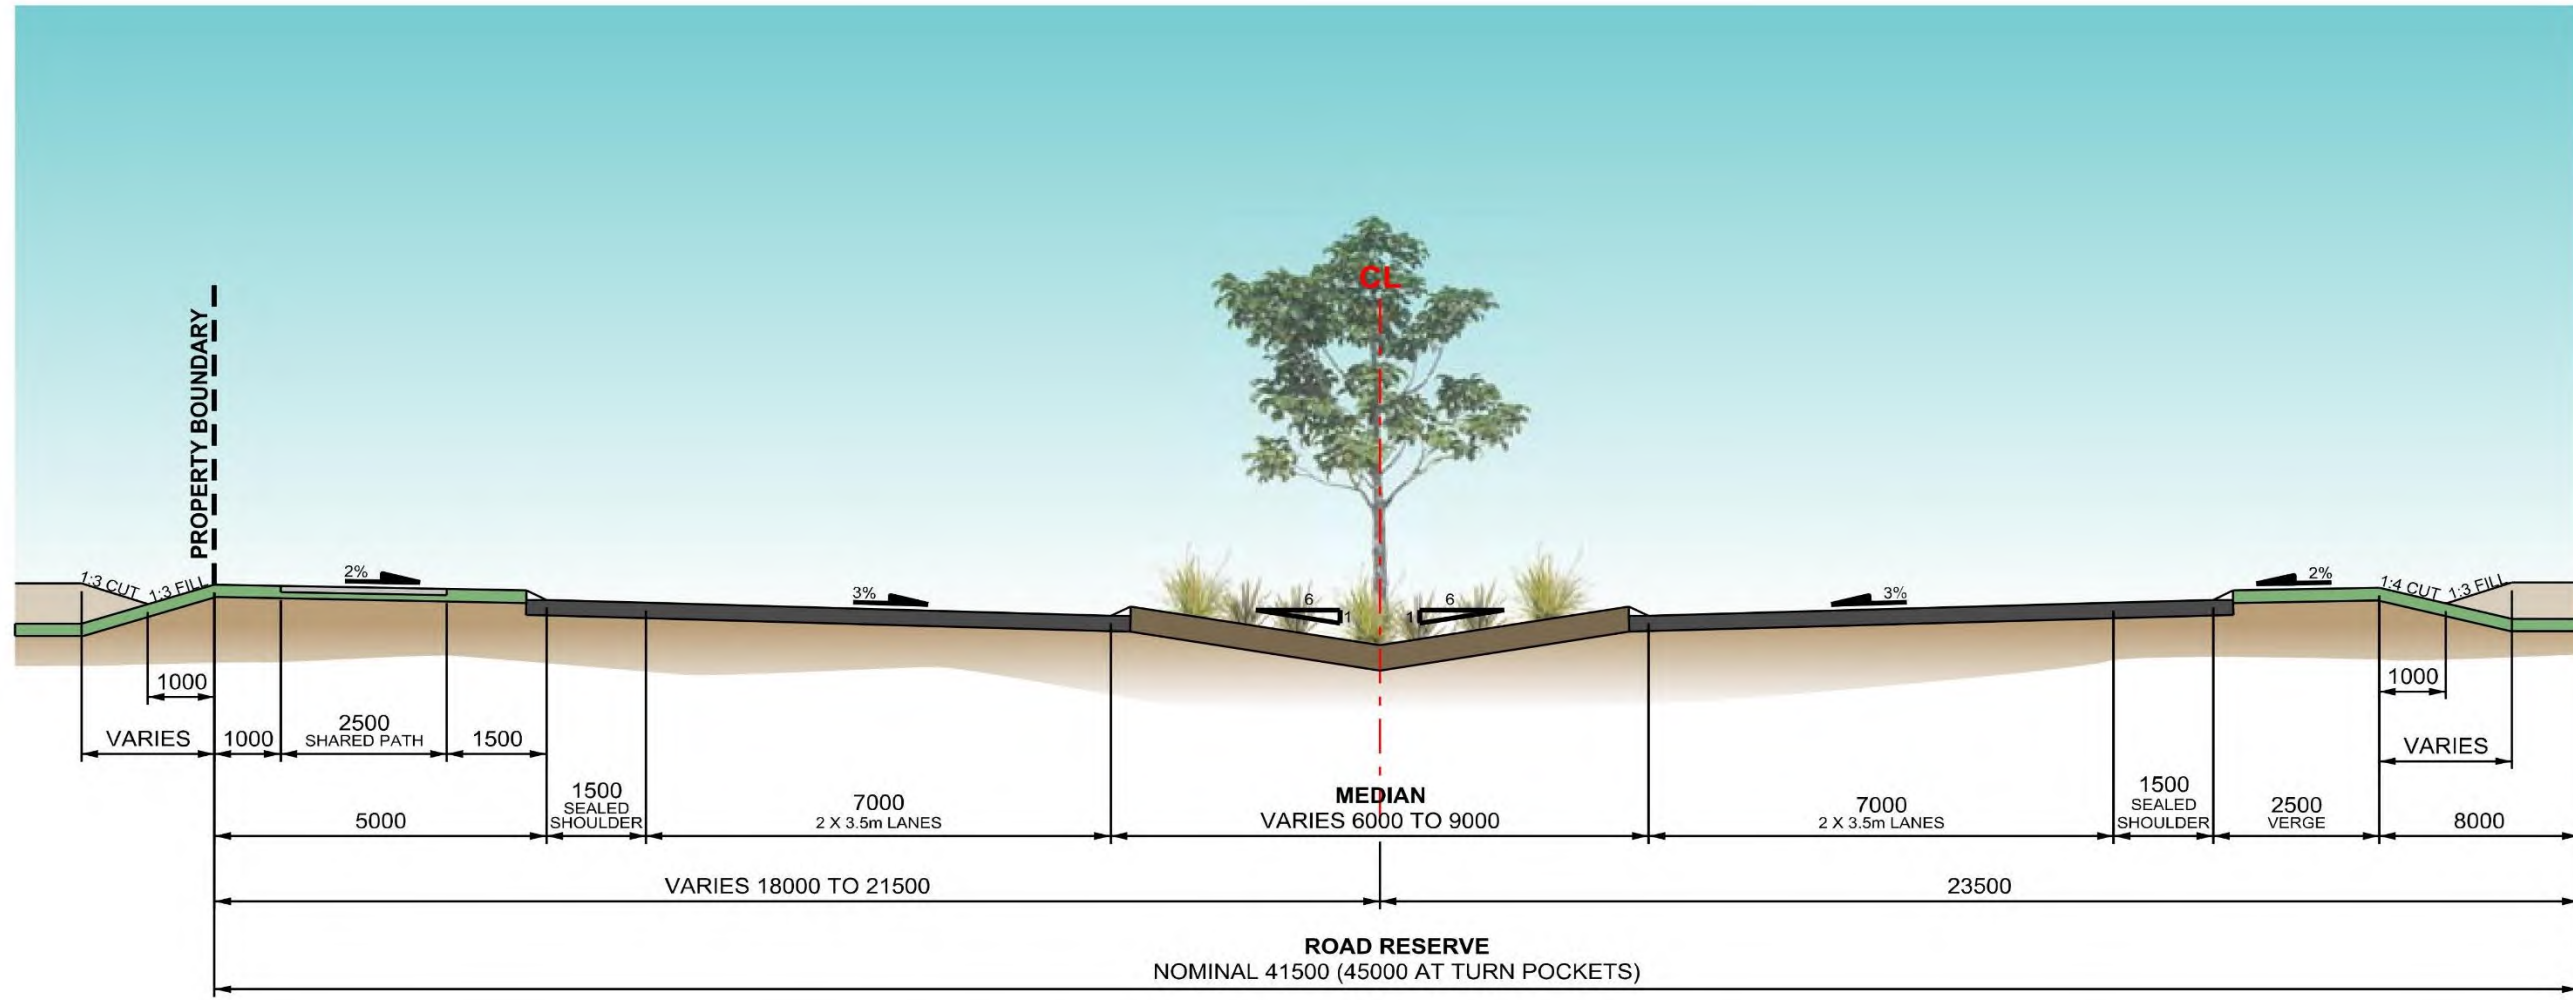 CL
PROPERTY BOUNDARY
1:3 CUT
1:3 FILL
2%
3%
6
1
6
1
3%
2%
1:4 CUT
1:3 FILL
1000
1000
VARIES
1000
2500
SHARED PATH
1500
VARIES
5000
1500
SEALED
SHOULDER
7000
2 X 3.5m LANES
MEDIAN
VARIES 6000 TO 9000
7000
2 X 3.5m LANES
1500
SEALED
SHOULDER
2500
VERGE
8000
VARIES 18000 TO 21500
23500
ROAD RESERVE
NOMINAL 41500 (45000 AT TURN POCKETS)